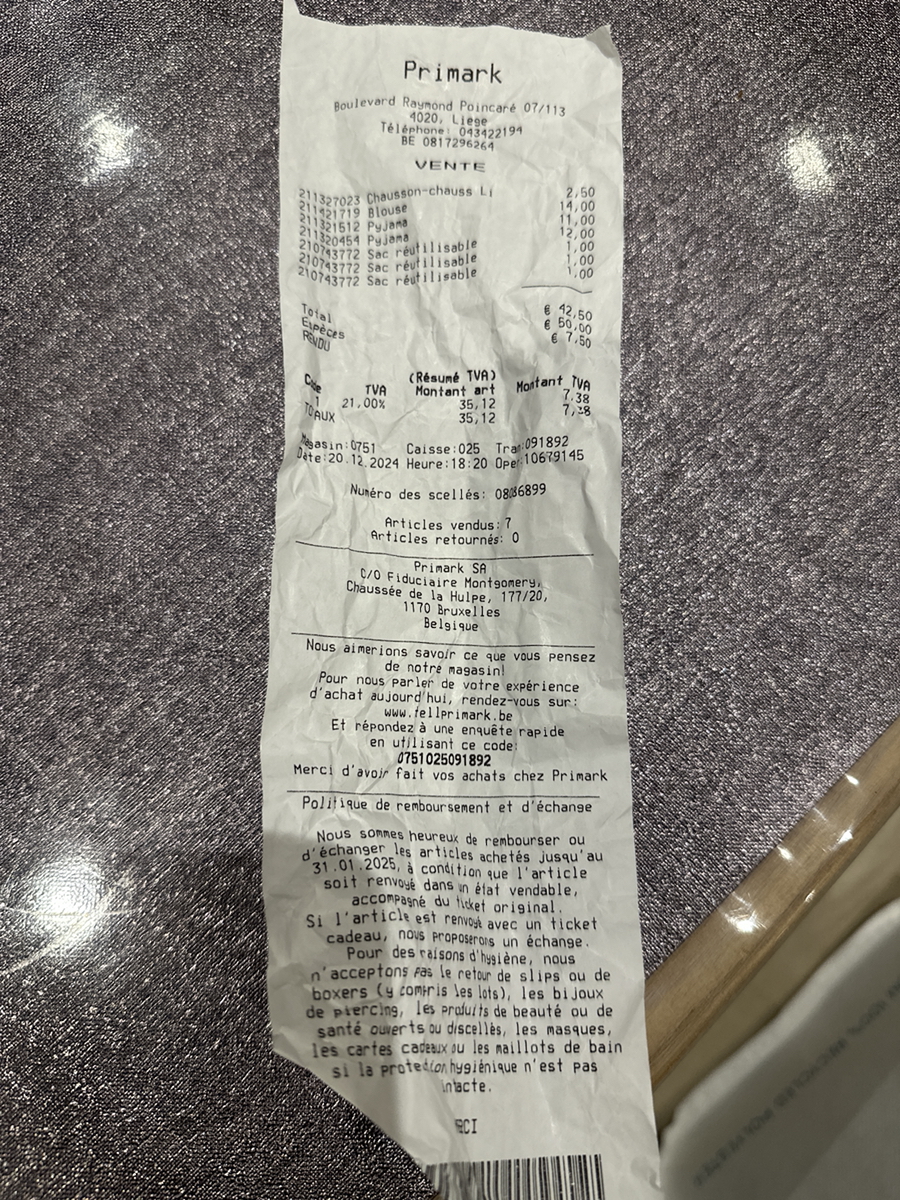 Primark
Boulevard Raymond Poincaré 07/113
4020, Liege
Téléphone: 043422194
BE 0817296264
VENTE
211327023 Chausson-chauss Li 2,50
211421719 Blouse 14,00
211321512 Pyjama 11,00
211320454 Pyjama 12,00
210743772 Sac réutilisable 1,00
210743772 Sac réutilisable 1,00
210743772 Sac réutilisable 1,00
Total € 42,50
Espèces € 50,00
RENDU € 7,50
(Résumé TVA)
Code TVA Montant art Montant TVA
1 21,00% 35,12 7,38
TOTAUX 35,12 7,38
Magasin:0751 Caisse:025 Tran:091892
Date:20.12.2024 Heure:18:20 Oper:10679145
Numéro des scellés:
Articles vendus: 7
Articles retournés: 0
Primark SA
C/O Fiduciaire Montgomery,
Chaussée de la Hulpe, 177/20,
1170 Bruxelles
Belgique
Nous aimerions savoir ce que vous pensez
de notre magasin!
Pour nous parler de votre expérience
d'achat aujourd'hui, rendez-vous sur:
www.tellprimark.be
Et répondez à une enquête rapide
en utilisant ce code:
0751025091892
Merci d'avoir fait vos achats chez Primark
Politique de remboursement et d'échange
Nous sommes heureux de rembourser ou
d'échanger les articles achetés jusqu'au
31.01.2025, à condition que l'article
soit renvoyé dans un état vendable,
accompagné du ticket original.
Si l'article est renvoyé avec un ticket
cadeau, nous proposerons un échange.
Pour des raisons d'hygiène, nous
n'acceptons pas le retour de slips ou de
boxers (y compris les lots), les bijoux
de piercing, les produits de beauté ou de
santé ouverts ou discellés, les masques,
les cartes cadeaux ou les maillots de bain
si la protection hygiénique n'est pas
intacte.